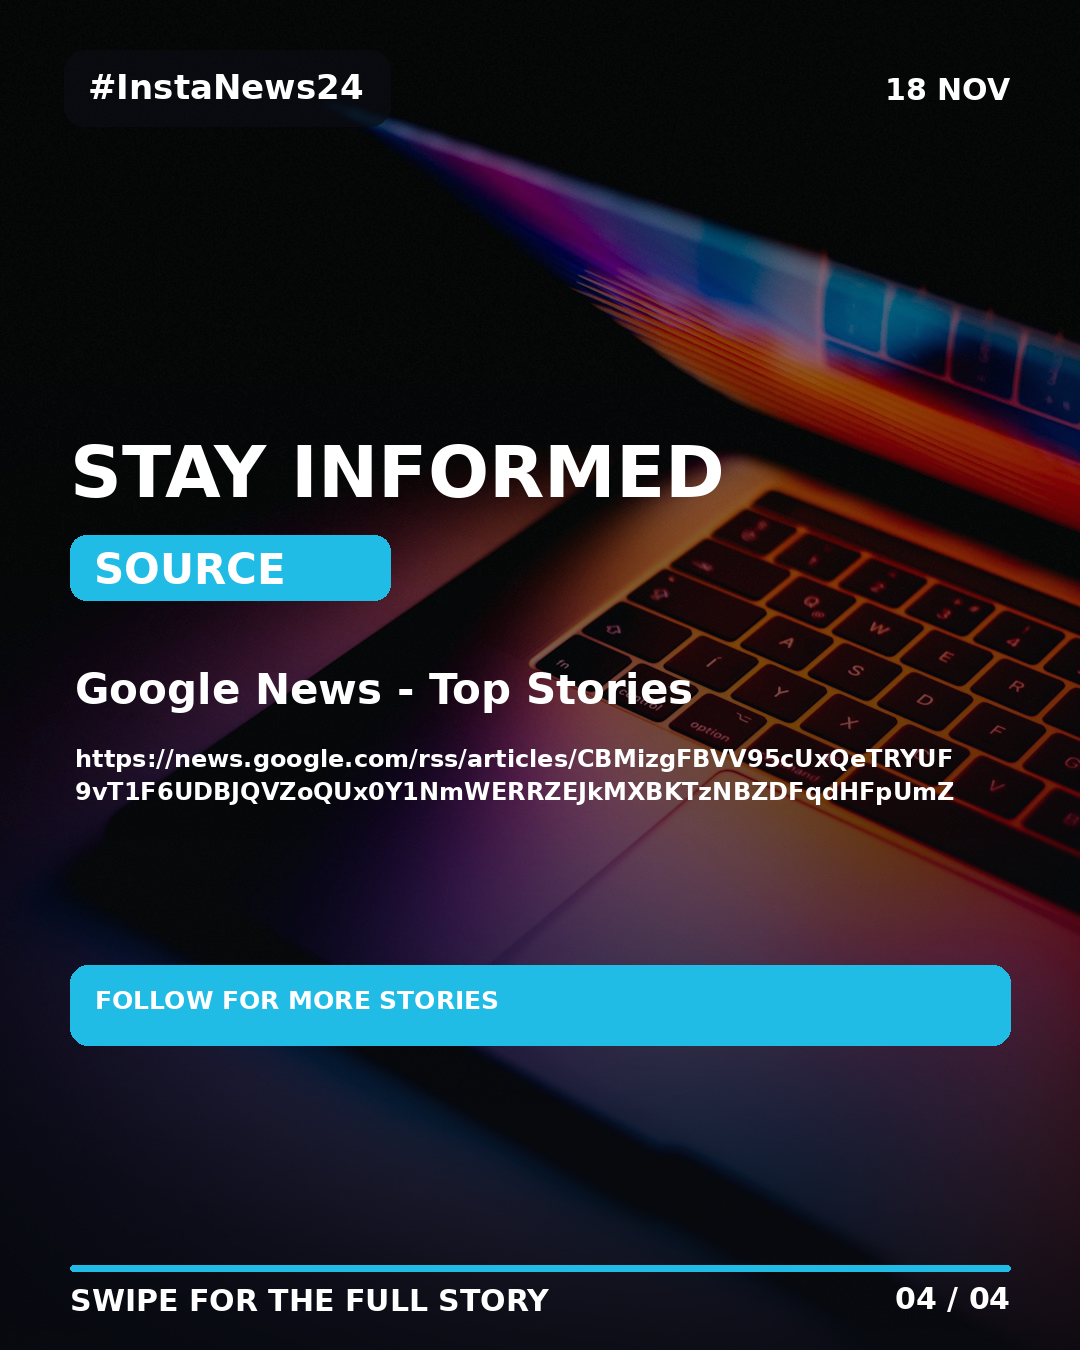 #InstaNews24
18 NOV
STAY INFORMED
SOURCE
Google News - Top Stories
https://news.google.com/rss/articles/CBMizgFBVV95cUxQeTRYUF
9vT1F6UDBJQVZoQUx0Y1NmWERRZEJkMXBKTzNBZDFqdHFpUmZ
FOLLOW FOR MORE STORIES
SWIPE FOR THE FULL STORY
04 / 04